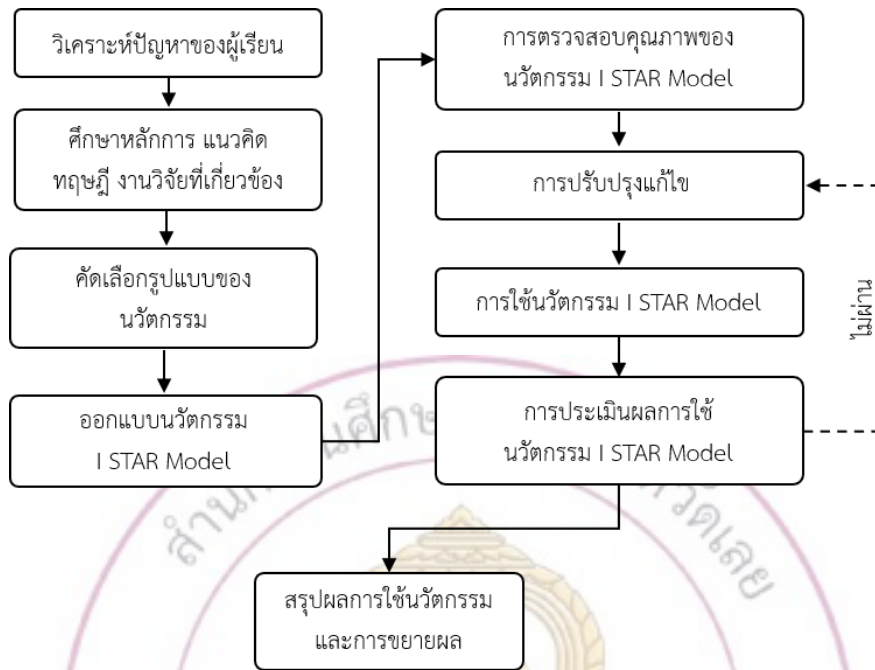 วิเคราะห์ปัญหาของผู้เรียน
ศึกษาหลักการ แนวคิด
ทฤษฎี งานวิจัยที่เกี่ยวข้อง
คัดเลือกรูปแบบของ
นวัตกรรม
ออกแบบนวัตกรรม
I STAR Model
การตรวจสอบคุณภาพของ
นวัตกรรม I STAR Model
การปรับปรุงแก้ไข
การใช้นวัตกรรม I STAR Model
การประเมินผลการใช้
นวัตกรรม I STAR Model
ไม่ผ่าน
สรุปผลการใช้นวัตกรรม
และการขยายผล